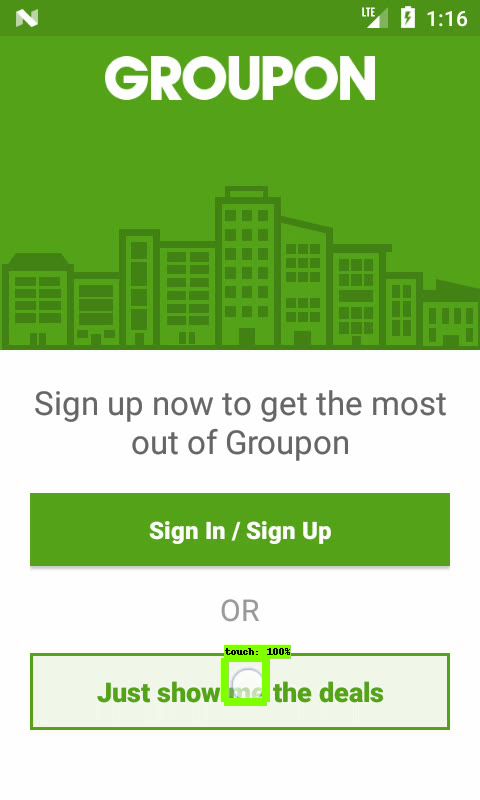 LTE 1:16
GROUPON
Sign up now to get the most
out of Groupon
Sign In / Sign Up
OR
touch: 100%
Just show me the deals